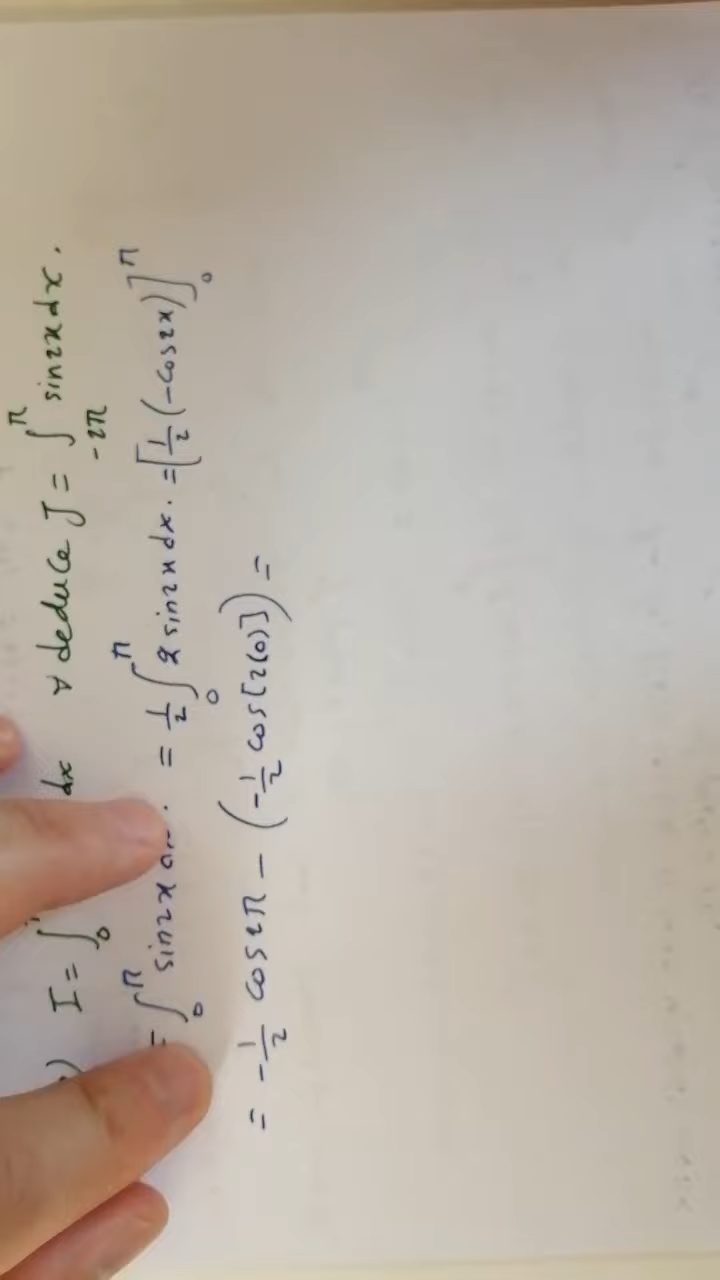 ) I = ∫₀ dx & deduce J = ∫₋₂π^π sin2x dx.
= ∫₀^π sin2x = ½ ∫₀^π 2 sin2x dx. = [½(-cos2x)]₀^π
= -½ cos2π - (-½ cos[2(0)]) =